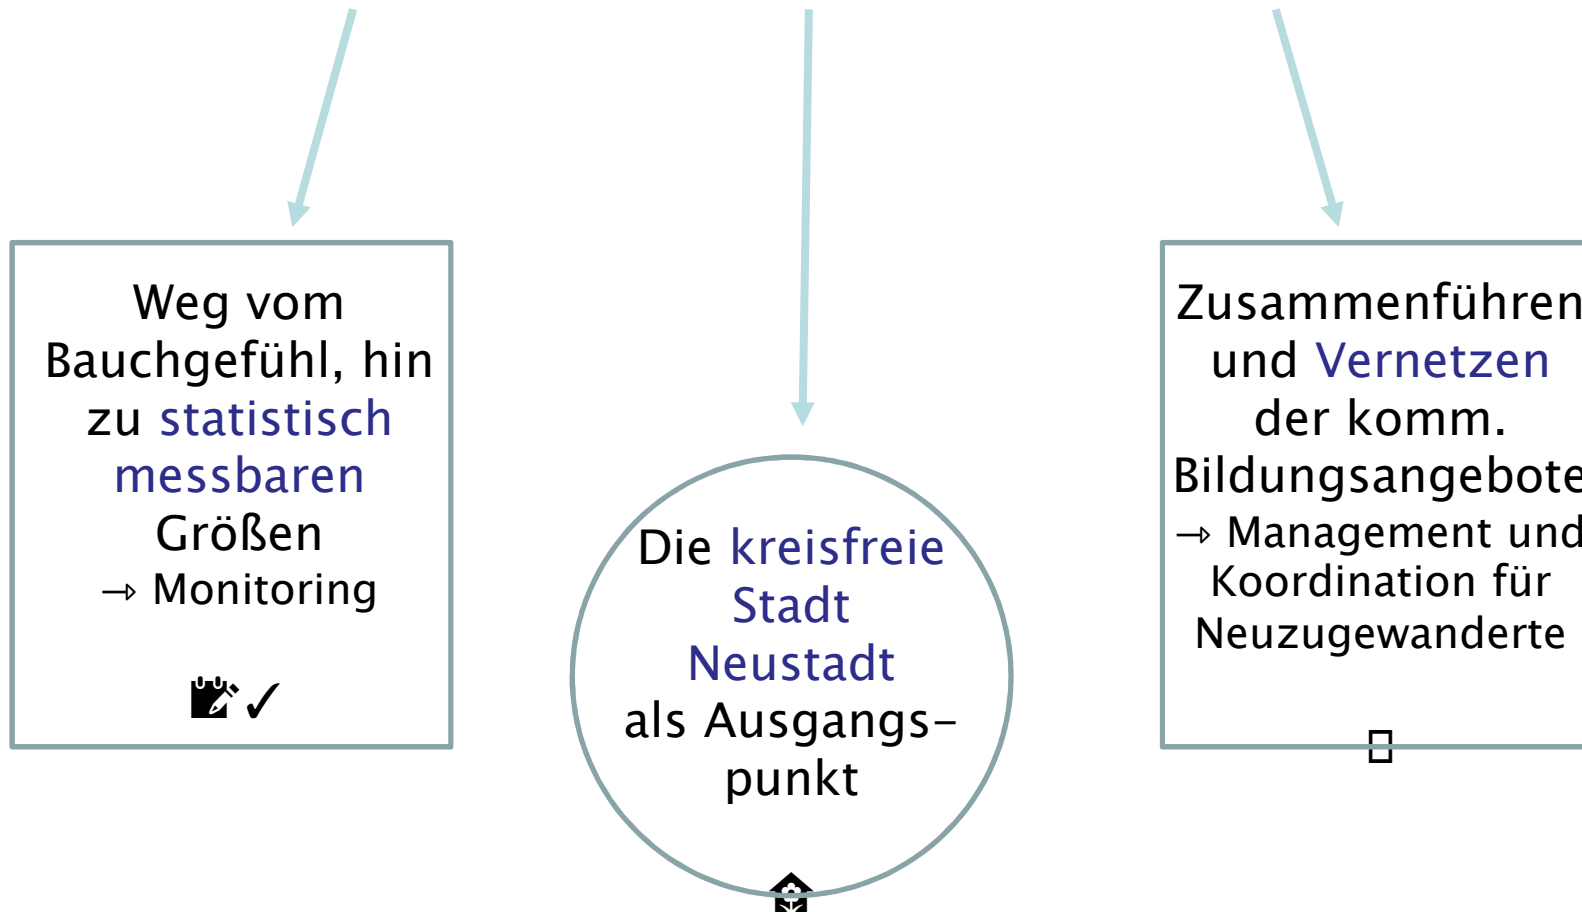 Weg vom
Bauchgefühl, hin
zu statistisch
messbaren
Größen
→ Monitoring
✓
Die kreisfreie
Stadt
Neustadt
als Ausgangs-
punkt
Zusammenführen
und Vernetzen
der komm.
Bildungsangebote
→ Management und
Koordination für
Neuzugewanderte